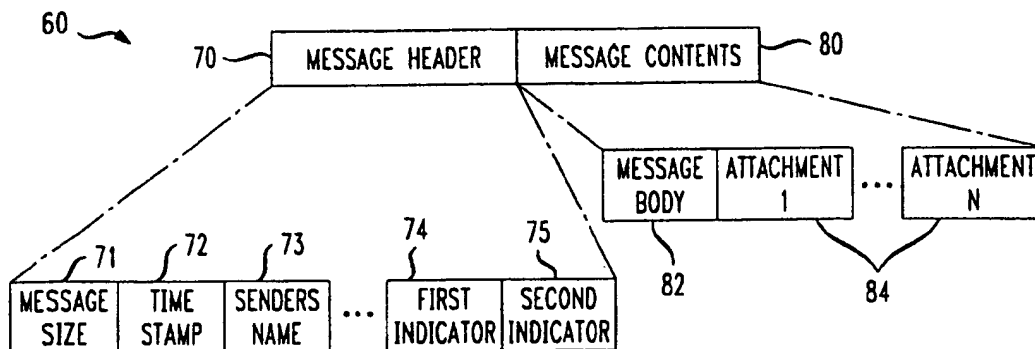 60
70 MESSAGE HEADER MESSAGE CONTENTS 80
MESSAGE BODY ATTACHMENT 1 ... ATTACHMENT N
82 84
71 72 73 74 75
MESSAGE SIZE TIME STAMP SENDERS NAME ... FIRST INDICATOR SECOND INDICATOR